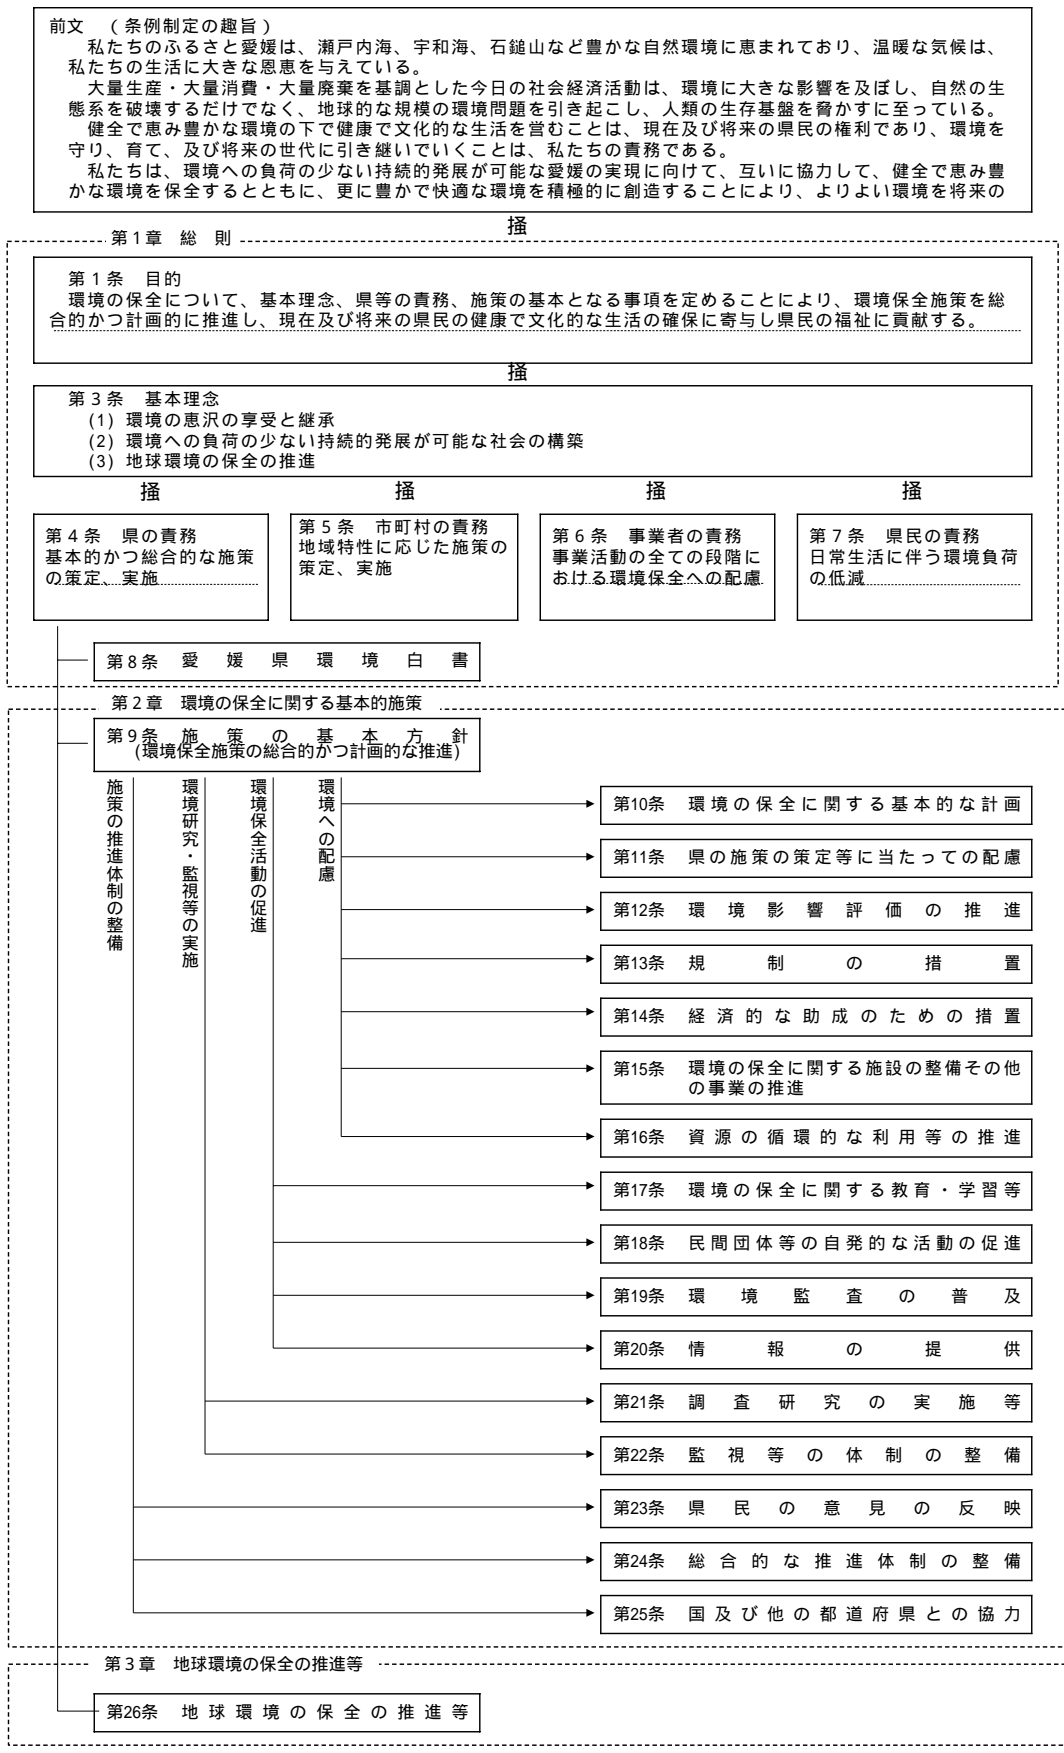 前文　（条例制定の趣旨）
私たちのふるさと愛媛は、瀬戸内海、宇和海、石鎚山など豊かな自然環境に恵まれており、温暖な気候は、
私たちの生活に大きな恩恵を与えている。
大量生産・大量消費・大量廃棄を基調とした今日の社会経済活動は、環境に大きな影響を及ぼし、自然の生
態系を破壊するだけでなく、地球的な規模の環境問題を引き起こし、人類の生存基盤を脅かすに至っている。
健全で恵み豊かな環境の下で健康で文化的な生活を営むことは、現在及び将来の県民の権利であり、環境を
守り、育て、及び将来の世代に引き継いでいくことは、私たちの責務である。
私たちは、環境への負荷の少ない持続的発展が可能な愛媛の実現に向けて、互いに協力して、健全で恵み豊
かな環境を保全するとともに、更に豊かで快適な環境を積極的に創造することにより、よりよい環境を将来の
掻
第１章　総　則
第１条　目的
環境の保全について、基本理念、県等の責務、施策の基本となる事項を定めることにより、環境保全施策を総
合的かつ計画的に推進し、現在及び将来の県民の健康で文化的な生活の確保に寄与し県民の福祉に貢献する。
掻
第３条　基本理念
(1) 環境の恵沢の享受と継承
(2) 環境への負荷の少ない持続的発展が可能な社会の構築
(3) 地球環境の保全の推進
掻　掻　掻　掻
第４条　県の責務
基本的かつ総合的な施策
の策定、実施
第５条　市町村の責務
地域特性に応じた施策の
策定、実施
第６条　事業者の責務
事業活動の全ての段階に
おける環境保全への配慮
第７条　県民の責務
日常生活に伴う環境負荷
の低減
第８条　愛媛県環境白書
第２章　環境の保全に関する基本的施策
第９条　施策の基本方針
(環境保全施策の総合的かつ計画的な推進)
施策の推進体制の整備
環境研究・監視等の実施
環境保全活動の促進
環境への配慮
第10条　環境の保全に関する基本的な計画
第11条　県の施策の策定等に当たっての配慮
第12条　環境影響評価の推進
第13条　規制の措置
第14条　経済的な助成のための措置
第15条　環境の保全に関する施設の整備その他
の事業の推進
第16条　資源の循環的な利用等の推進
第17条　環境の保全に関する教育・学習等
第18条　民間団体等の自発的な活動の促進
第19条　環境監査の普及
第20条　情報の提供
第21条　調査研究の実施等
第22条　監視等の体制の整備
第23条　県民の意見の反映
第24条　総合的な推進体制の整備
第25条　国及び他の都道府県との協力
第３章　地球環境の保全の推進等
第26条　地球環境の保全の推進等